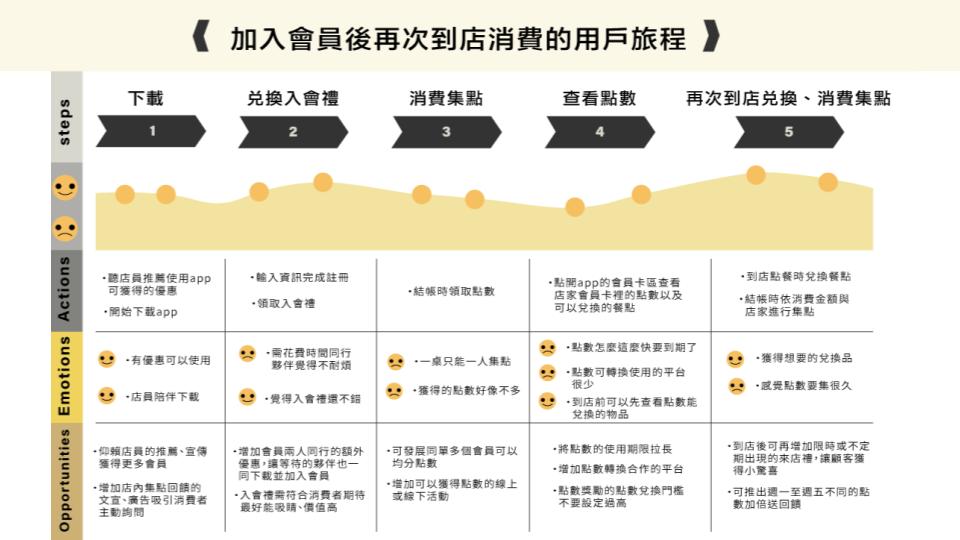 加入會員後再次到店消費的用戶旅程
steps
下載
兌換入會禮
消費集點
查看點數
再次到店兌換、消費集點
1
2
3
4
5
Actions
•聽店員推薦使用app
可獲得的優惠
•開始下載app
•輸入資訊完成註冊
•領取入會禮
•結帳時領取點數
•點開app的會員卡區查看
店家會員卡裡的點數以及
可以兌換的餐點
•到店點餐時兌換餐點
•結帳時依消費金額與
店家進行集點
Emotions
•有優惠可以使用
•店員陪伴下載
•需花費時間同行
夥伴覺得不耐煩
•覺得入會禮還不錯
•一桌只能一人集點
•獲得的點數好像不多
•點數怎麼這麼快要到期了
•點數可轉換使用的平台
很少
•到店前可以先查看點數能
兌換的物品
•獲得想要的兌換品
•感覺點數要集很久
Opportunities
•仰賴店員的推薦、宣傳
獲得更多會員
•增加店內集點回饋的
文宣、廣告吸引消費者
主動詢問
•增加會員兩人同行的額外
優惠,讓等待的夥伴也一
同下載並加入會員
•入會禮需符合消費者期待
最好能吸睛、價值高
•可發展同單多個會員可以
均分點數
•增加可以獲得點數的線上
或線下活動
•將點數的使用期限拉長
•增加點數轉換合作的平台
•點數獎勵的點數兌換門檻
不要設定過高
•到店後可再增加限時或不定
期出現的來店禮,讓顧客獲
得小驚喜
•可推出週一至週五不同的點
數加倍送回饋